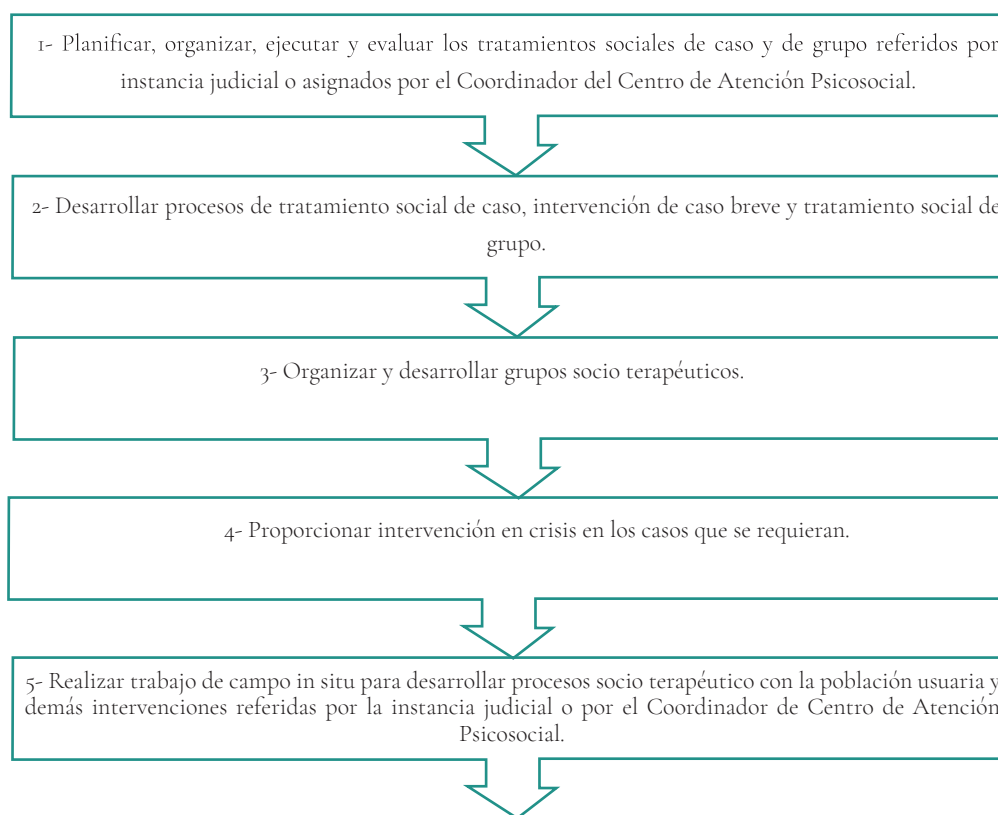 1- Planificar, organizar, ejecutar y evaluar los tratamientos sociales de caso y de grupo referidos por
instancia judicial o asignados por el Coordinador del Centro de Atención Psicosocial.
2- Desarrollar procesos de tratamiento social de caso, intervención de caso breve y tratamiento social de
grupo.
3- Organizar y desarrollar grupos socio terapéuticos.
4- Proporcionar intervención en crisis en los casos que se requieran.
5- Realizar trabajo de campo in situ para desarrollar procesos socio terapéutico con la población usuaria y
demás intervenciones referidas por la instancia judicial o por el Coordinador de Centro de Atención
Psicosocial.